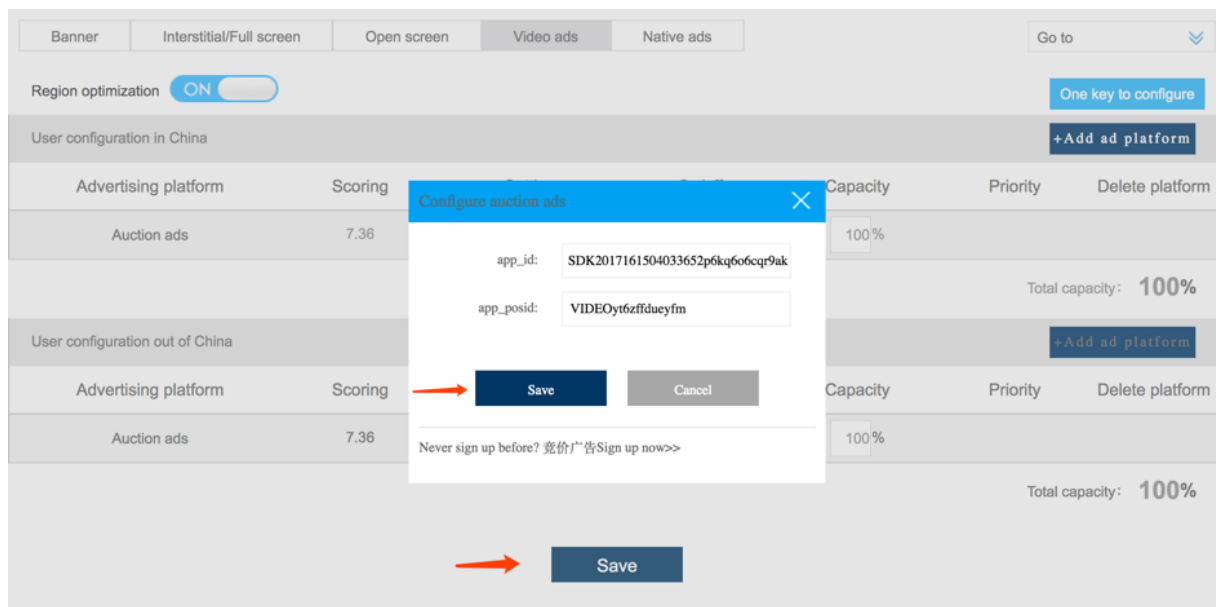 Banner Interstitial/Full screen Open screen Video ads Native ads Go to
Region optimization ON One key to configure
User configuration in China +Add ad platform
Advertising platform Scoring Capacity Priority Delete platform
Configure auction ads
Auction ads 7.36 100 %
app_id: SDK2017161504033652p6kq6o6cqr9ak
Total capacity: 100%
app_posid: VIDEOyt6zffdueyfm
User configuration out of China +Add ad platform
Advertising platform Scoring Capacity Priority Delete platform
Save Cancel
Auction ads 7.36 100 %
Never sign up before? 竞价广告Sign up now>>
Total capacity: 100%
Save